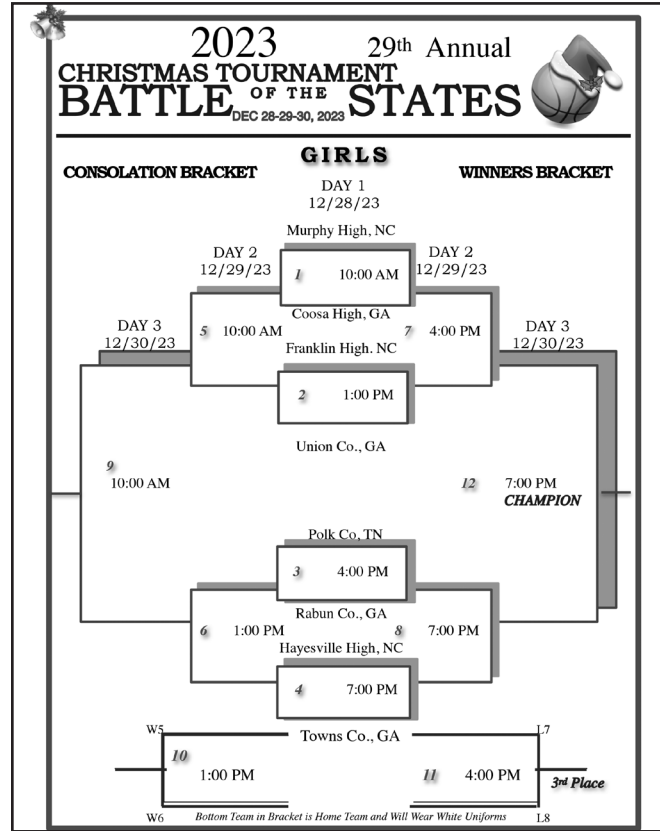 2023 29th Annual
CHRISTMAS TOURNAMENT
BATTLE OF THE STATES
DEC 28-29-30, 2023
GIRLS
CONSOLATION BRACKET
WINNERS BRACKET
DAY 1
12/28/23
Murphy High, NC
DAY 2
12/29/23
1 10:00 AM
DAY 2
12/29/23
Coosa High, GA
DAY 3
12/30/23
5 10:00 AM
7 4:00 PM
DAY 3
12/30/23
Franklin High. NC
2 1:00 PM
Union Co., GA
9
10:00 AM
12 7:00 PM
CHAMPION
Polk Co, TN
3 4:00 PM
Rabun Co., GA
6 1:00 PM
8 7:00 PM
Hayesville High, NC
4 7:00 PM
W5
Towns Co., GA
L7
10
1:00 PM
11 4:00 PM
3rd Place
W6
Bottom Team in Bracket is Home Team and Will Wear White Uniforms
L8